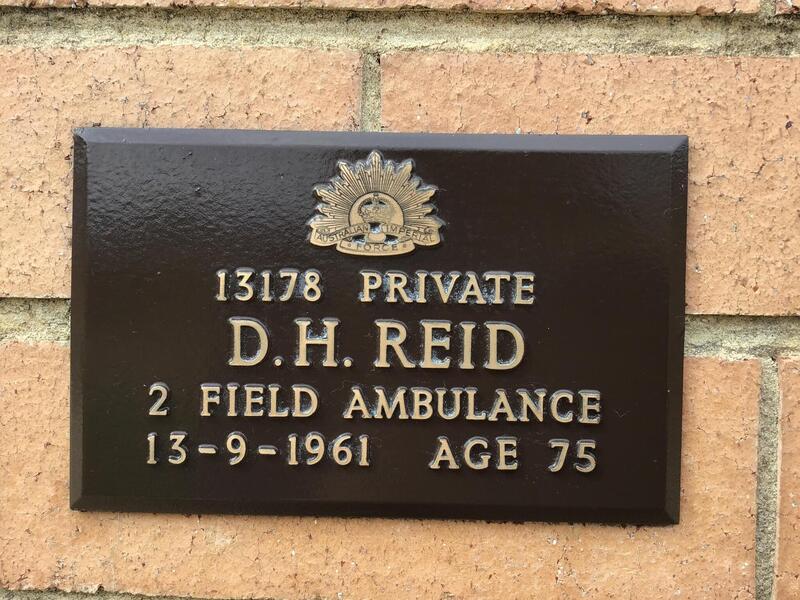 AUSTRALIAN IMPERIAL
FORCE
13178 PRIVATE
D.H. REID
2 FIELD AMBULANCE
13-9-1961 AGE 75